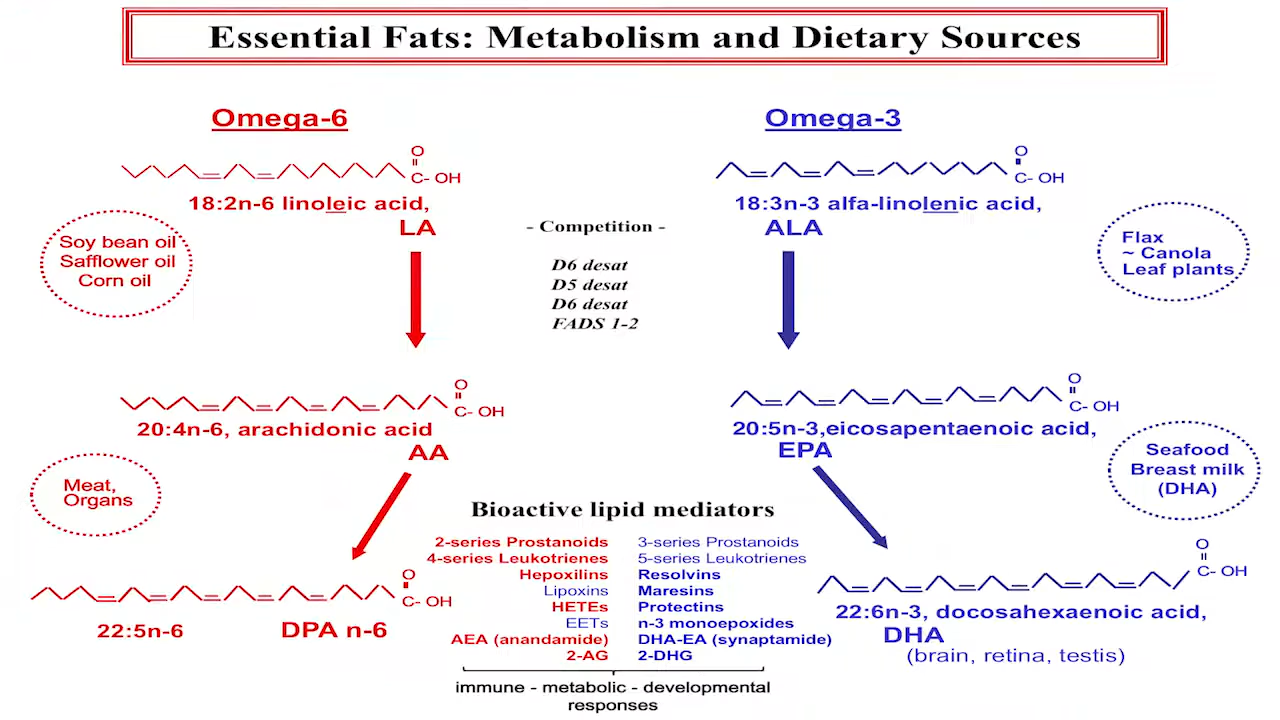 Essential Fats: Metabolism and Dietary Sources
Omega-6
O
C- OH
18:2n-6 linoleic acid,
LA
Soy bean oil
Safflower oil
Corn oil
Omega-3
O
C- OH
18:3n-3 alfa-linolenic acid,
ALA
Flax
~ Canola
Leaf plants
- Competition -
D6 desat
D5 desat
D6 desat
FADS 1-2
O
C- OH
20:4n-6, arachidonic acid
AA
Meat,
Organs
O
C- OH
20:5n-3,eicosapentaenoic acid,
EPA
Seafood
Breast milk
(DHA)
Bioactive lipid mediators
2-series Prostanoids 3-series Prostanoids
4-series Leukotrienes 5-series Leukotrienes
Hepoxilins Resolvins
Lipoxins Maresins
HETEs Protectins
EETs n-3 monoepoxides
AEA (anandamide) DHA-EA (synaptamide)
2-AG 2-DHG
immune - metabolic - developmental
responses
O
C- OH
22:5n-6 DPA n-6
O
C- OH
22:6n-3, docosahexaenoic acid,
DHA
(brain, retina, testis)